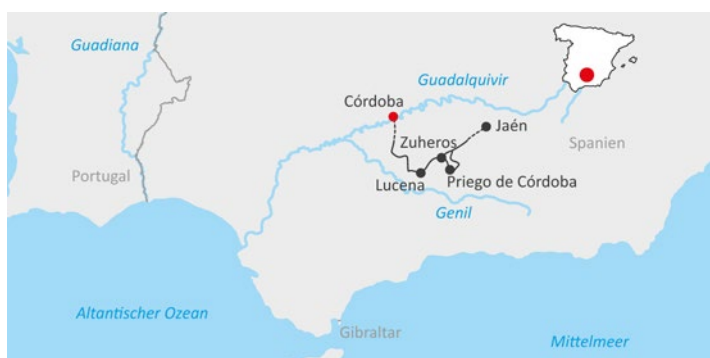 Guadiana
Guadalquivir
Córdoba
Jaén
Zuheros
Spanien
Portugal
Lucena
Priego de Córdoba
Genil
Altantischer Ozean
Gibraltar
Mittelmeer